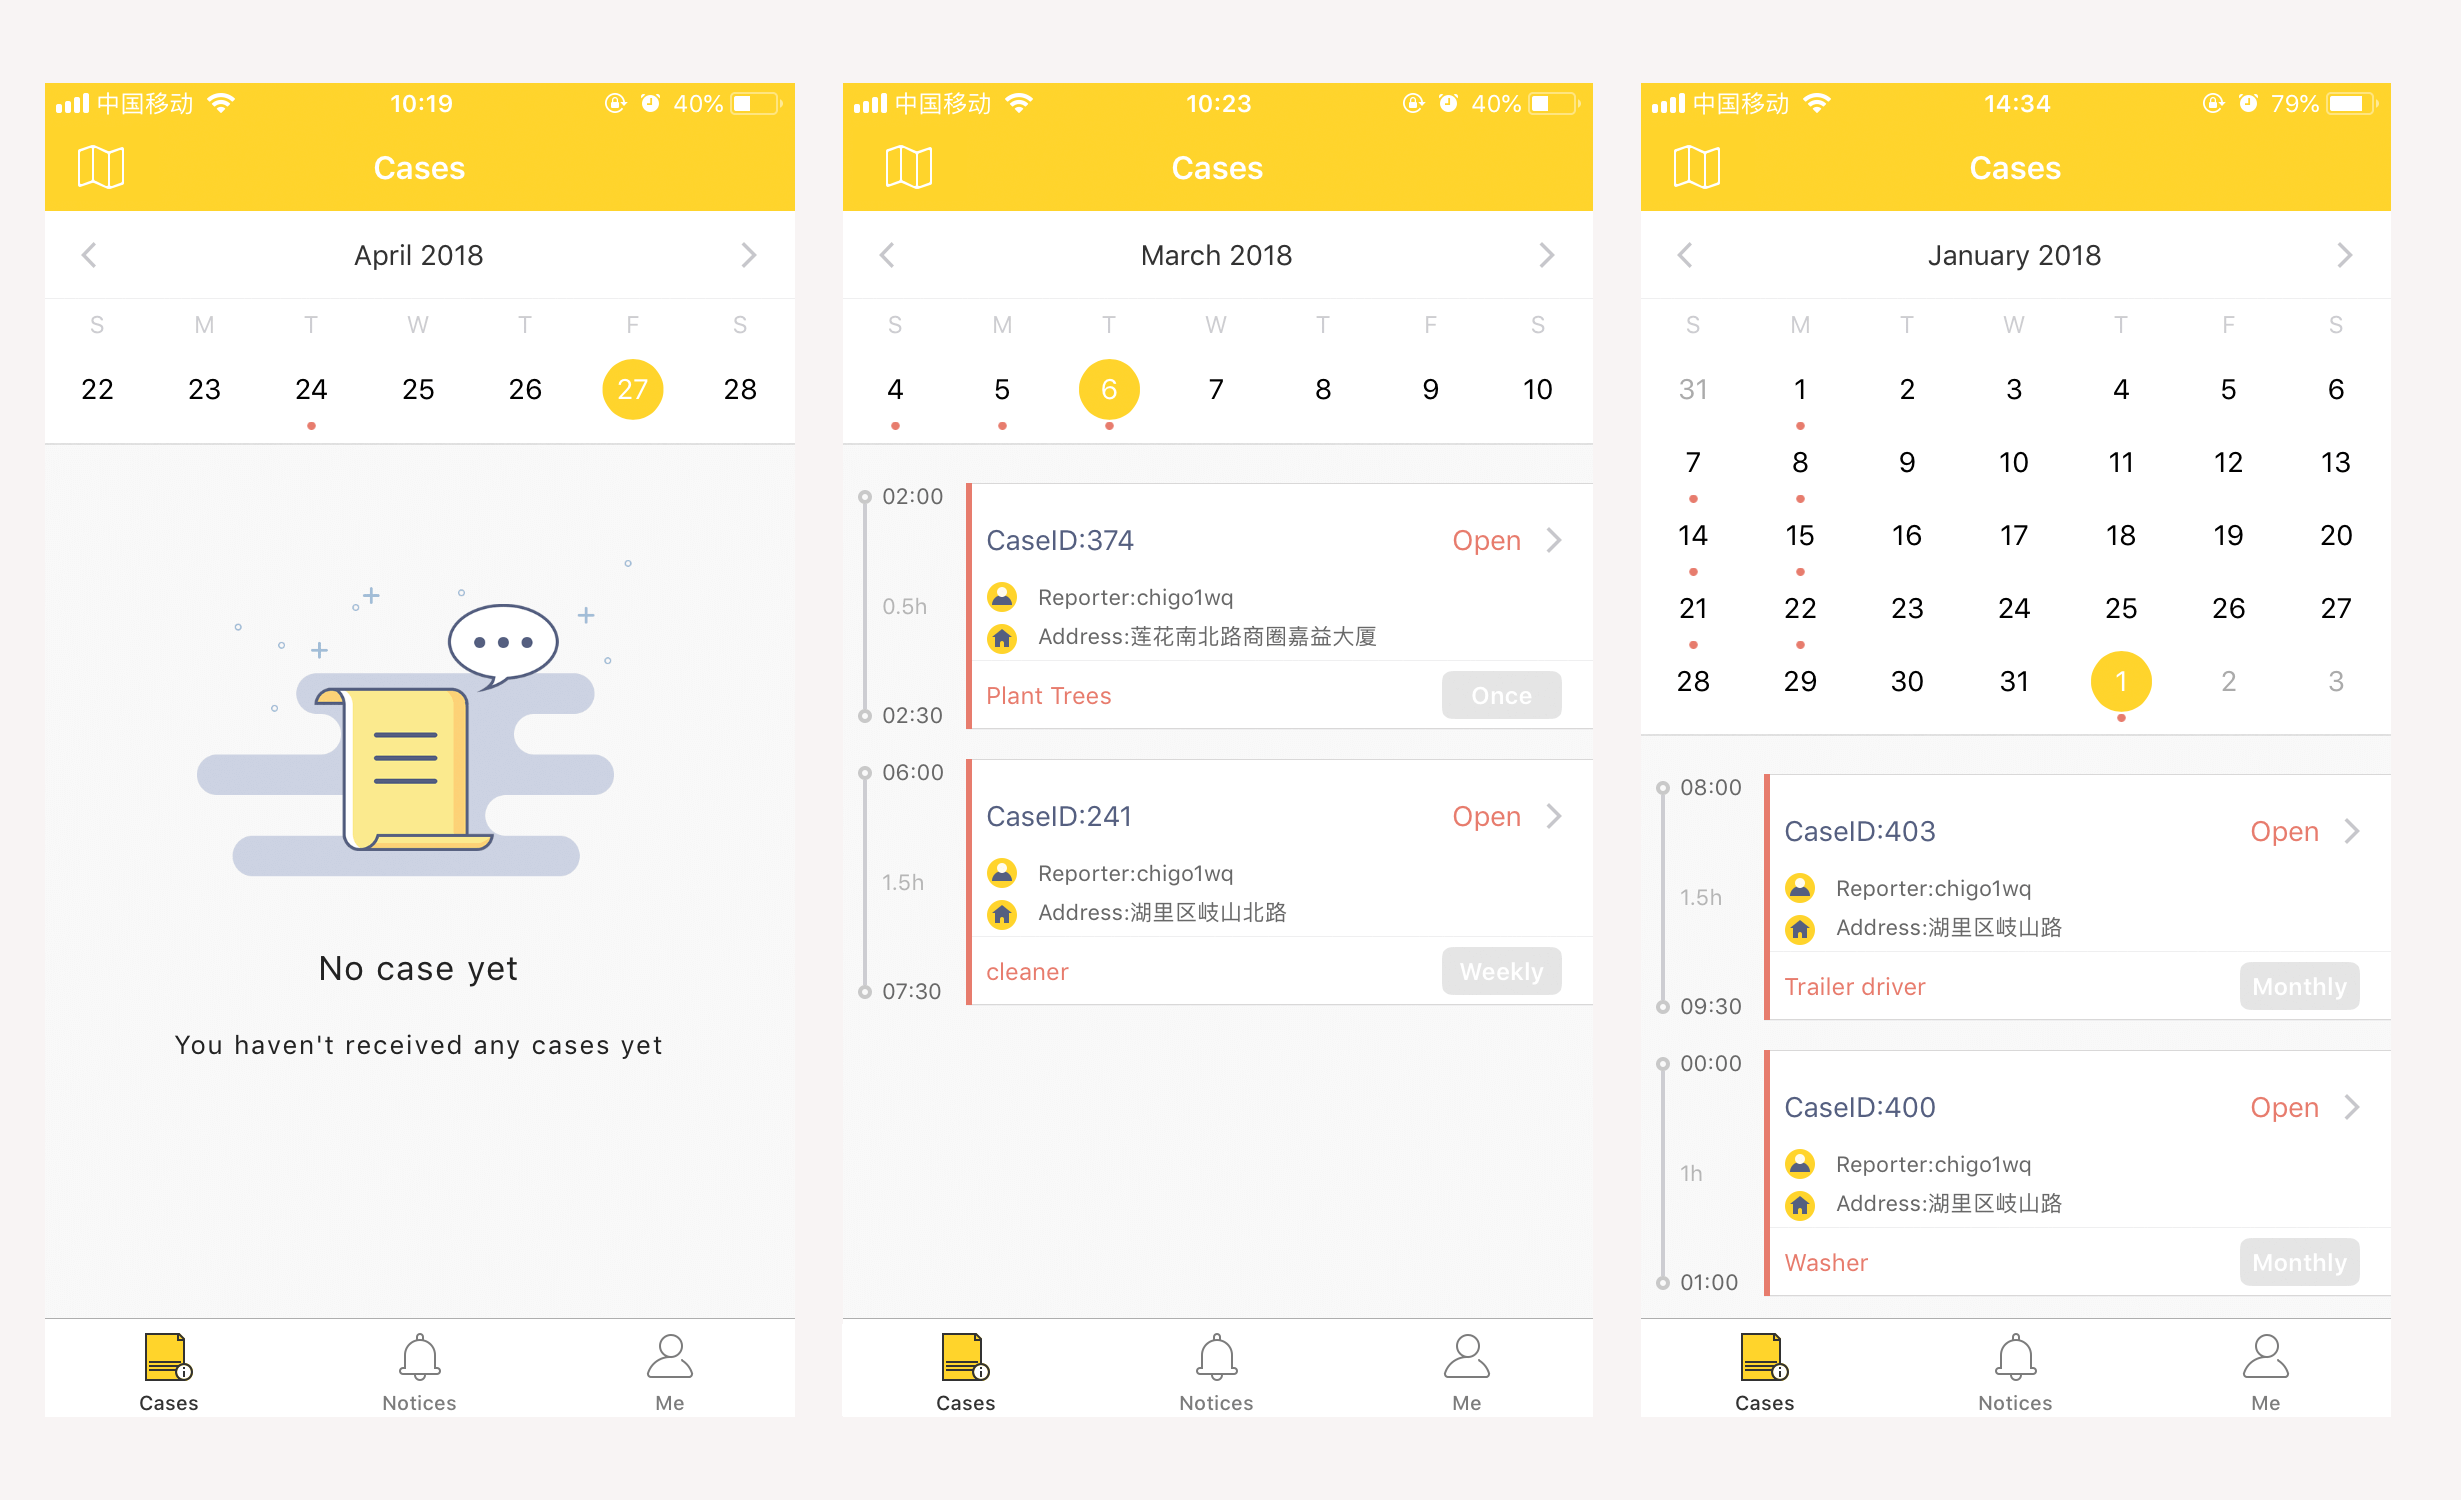 中国移动 10:19 40%
Cases
April 2018
S M T W T F S
22 23 24 25 26 27 28
No case yet
You haven't received any cases yet
Cases Notices Me
中国移动 10:23 40%
Cases
March 2018
S M T W T F S
4 5 6 7 8 9 10
02:00
CaseID:374 Open
Reporter:chigo1wq
0.5h
Address:莲花南北路商圈嘉益大厦
Plant Trees Once
02:30
06:00
CaseID:241 Open
Reporter:chigo1wq
1.5h
Address:湖里区岐山北路
cleaner Weekly
07:30
Cases Notices Me
中国移动 14:34 79%
Cases
January 2018
S M T W T F S
31 1 2 3 4 5 6
7 8 9 10 11 12 13
14 15 16 17 18 19 20
21 22 23 24 25 26 27
28 29 30 31 1 2 3
08:00
CaseID:403 Open
Reporter:chigo1wq
1.5h
Address:湖里区岐山路
Trailer driver Monthly
09:30
00:00
CaseID:400 Open
Reporter:chigo1wq
1h
Address:湖里区岐山路
Washer Monthly
01:00
Cases Notices Me